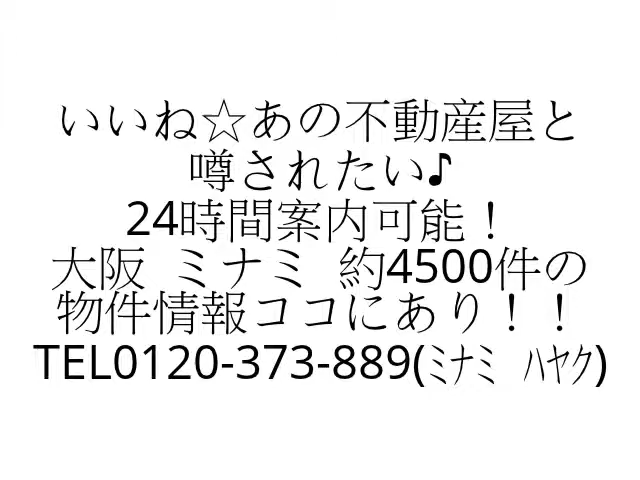 いいね☆あの不動産屋と
噂されたい♪
24時間案内可能！
大阪 ミナミ 約4500件の
物件情報ココにあり！！
TEL0120-373-889(ﾐﾅﾐ ﾊﾔｸ)